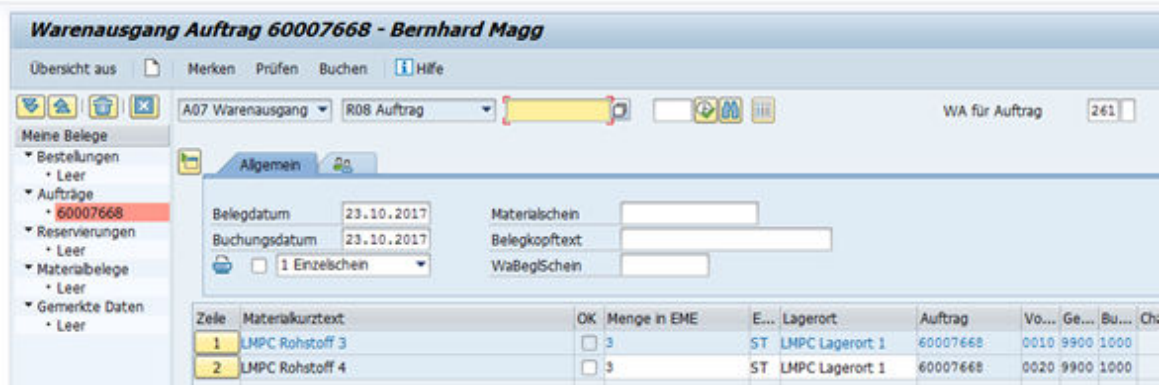 Warenausgang Auftrag 60007668 - Bernhard Magg
Übersicht aus Merken Prüfen Buchen Hilfe
A07 Warenausgang R08 Auftrag WA für Auftrag 261
Meine Belege
Bestellungen
Leer
Aufträge
60007668
Reservierungen
Leer
Materialbelege
Leer
Gemerkte Daten
Leer
Allgemein
Belegdatum 23.10.2017 Materialschein
Buchungsdatum 23.10.2017 Belegkopftext
1 Einzelschein WaBeglSchein
Zeile Materialkurztext OK Menge in EME E... Lagerort Auftrag Vo... Ge... Bu... Cha
1 LMPC Rohstoff 3 3 ST LMPC Lagerort 1 60007668 0010 9900 1000
2 LMPC Rohstoff 4 3 ST LMPC Lagerort 1 60007668 0020 9900 1000